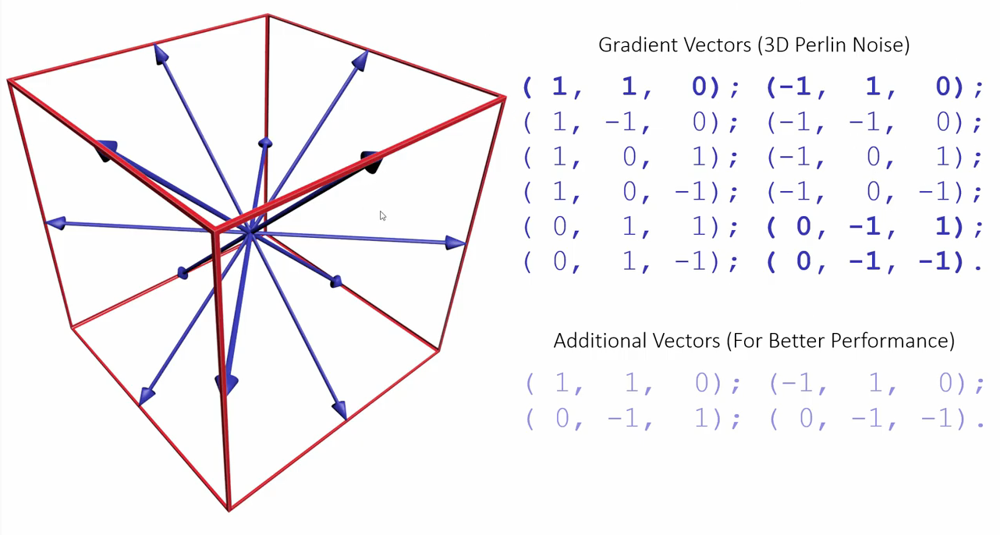 Gradient Vectors (3D Perlin Noise)
( 1, 1, 0); (-1, 1, 0);
( 1, -1, 0); (-1, -1, 0);
( 1, 0, 1); (-1, 0, 1);
( 1, 0, -1); (-1, 0, -1);
( 0, 1, 1); ( 0, -1, 1);
( 0, 1, -1); ( 0, -1, -1).
Additional Vectors (For Better Performance)
( 1, 1, 0); (-1, 1, 0);
( 0, -1, 1); ( 0, -1, -1).